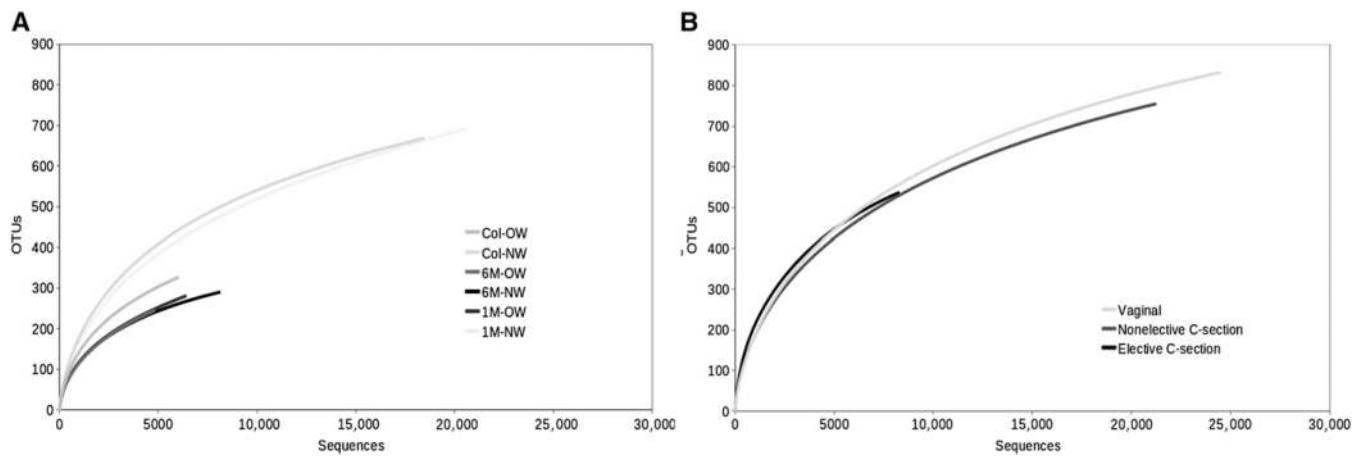 A
900
800
700
600
500
400
300
200
100
0
OTUs
0 5000 10,000 15,000 20,000 25,000 30,000
Sequences
Col-OW
Col-NW
6M-OW
6M-NW
1M-OW
1M-NW
B
900
800
700
600
500
400
300
200
100
0
OTUs
0 5000 10,000 15,000 20,000 25,000 30,000
Sequences
Vaginal
Nonelective C-section
Elective C-section